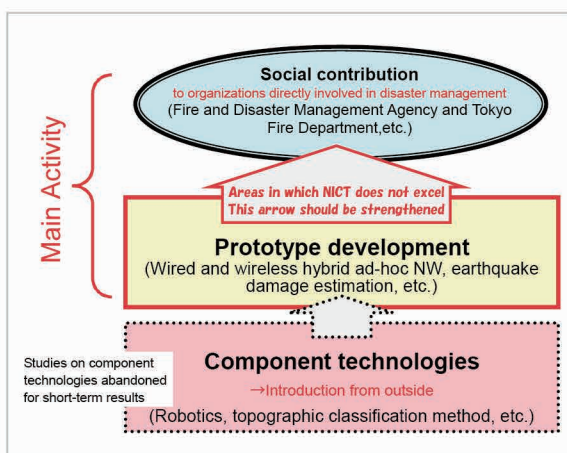 Main Activity
Social contribution
to organizations directly involved in disaster management
(Fire and Disaster Management Agency and Tokyo
Fire Department,etc.)
Areas in which NICT does not excel
This arrow should be strengthened
Prototype development
(Wired and wireless hybrid ad-hoc NW, earthquake
damage estimation, etc.)
Studies on component
technologies abandoned
for short-term results
Component technologies
→Introduction from outside
(Robotics, topographic classification method, etc.)